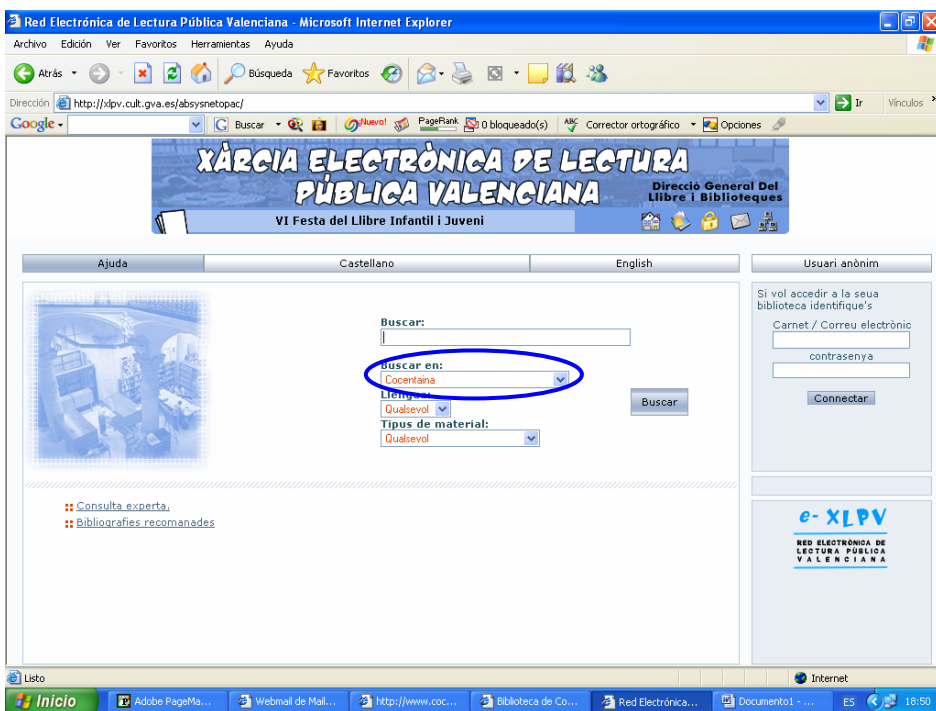 Red Electrónica de Lectura Pública Valenciana - Microsoft Internet Explorer
Archivo Edición Ver Favoritos Herramientas Ayuda
Atrás Búsqueda Favoritos
Dirección http://xlpv.cult.gva.es/absysnetopac/ Ir Vínculos »
Google Buscar ¡Nuevo! PageRank 0 bloqueado(s) ABC Corrector ortográfico Opciones
XÀRCIA ELECTRÒNICA DE LECTURA
PÚBLICA VALENCIANA
Direcció General Del
Llibre i Biblioteques
VI Festa del Llibre Infantil i Juveni
Ajuda Castellano English Usuari anònim
Si vol accedir a la seua
biblioteca identifique's
Carnet / Correu electrònic
contrasenya
Connectar
Buscar:
Buscar en:
Cocentaina
Llengua:
Qualsevol
Buscar
Tipus de material:
Qualsevol
Consulta experta.
Bibliografies recomanades
e- XLPV
RED ELECTRÒNICA DE
LECTURA PÚBLICA
VALENCIANA
Listo Internet
Inicio Adobe PageMa... Webmail de Mail... http://www.coc... Biblioteca de Co... Red Electrónica... Documento1 - ... ES 18:50